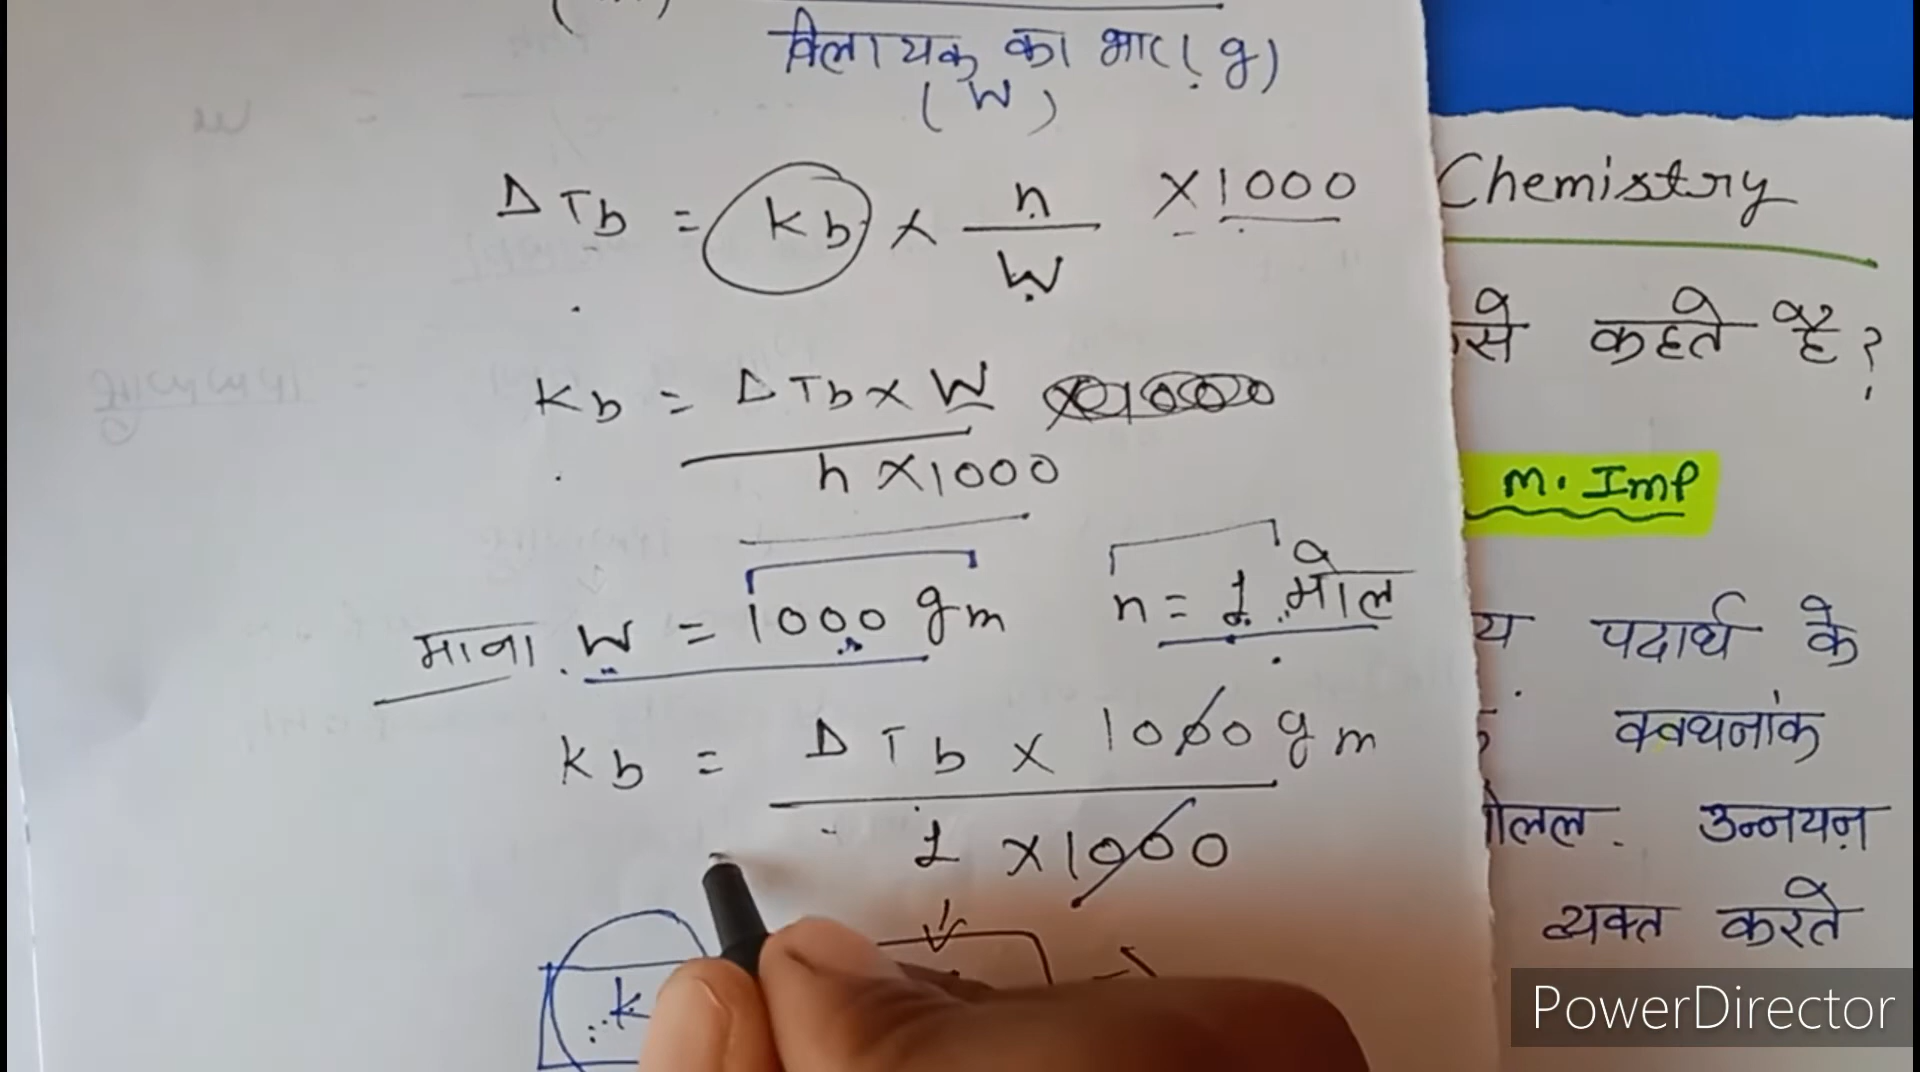 विलायक का भार (g)
(W)
ΔTb = Kb × n/W ×1000
Kb = ΔTb × W
n ×1000
माना W = 1000 gm n = 1 मोल
Kb = ΔTb × 1000 gm
1 ×1000
K
Chemistry
से कहते है?
m. Imp
य पदार्थ के
क्वथनांक
ोलल उन्नयन
व्यक्त करते
PowerDirector